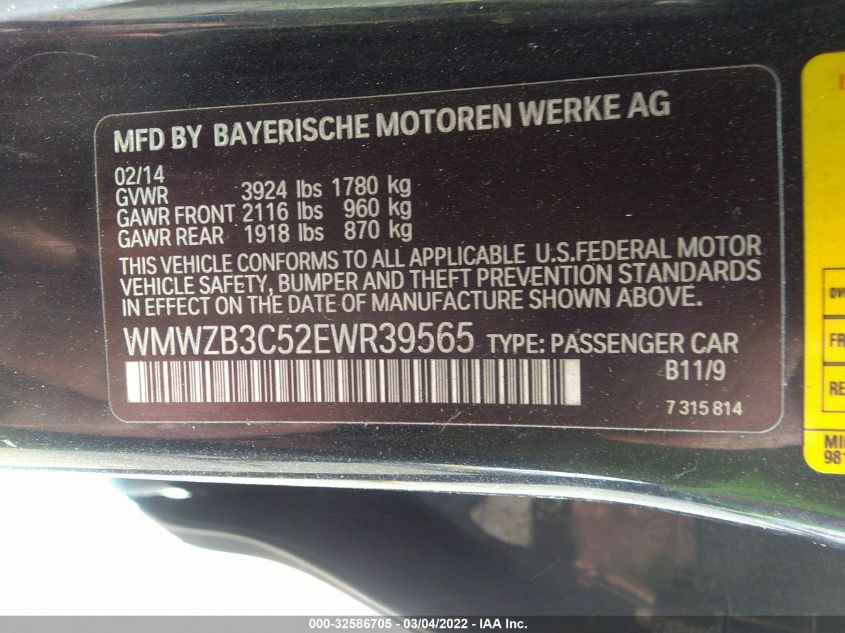 MFD BY BAYERISCHE MOTOREN WERKE AG
02/14
GVWR 3924 lbs 1780 kg
GAWR FRONT 2116 lbs 960 kg
GAWR REAR 1918 lbs 870 kg
THIS VEHICLE CONFORMS TO ALL APPLICABLE U.S.FEDERAL MOTOR
VEHICLE SAFETY, BUMPER AND THEFT PREVENTION STANDARDS
IN EFFECT ON THE DATE OF MANUFACTURE SHOWN ABOVE.
WMWZB3C52EWR39565 TYPE: PASSENGER CAR
B11/9
7 315 814
000-32586705 - 03/04/2022 - IAA Inc.